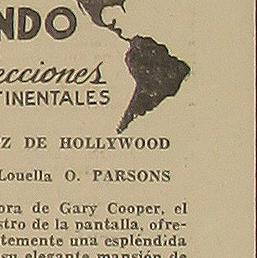 NDO
ecciones
TINENTALES
Z DE HOLLYWOOD
Louella O. PARSONS
ora de Gary Cooper, el
stro de la pantalla, ofre-
temente una espléndida
su elegante mansión de